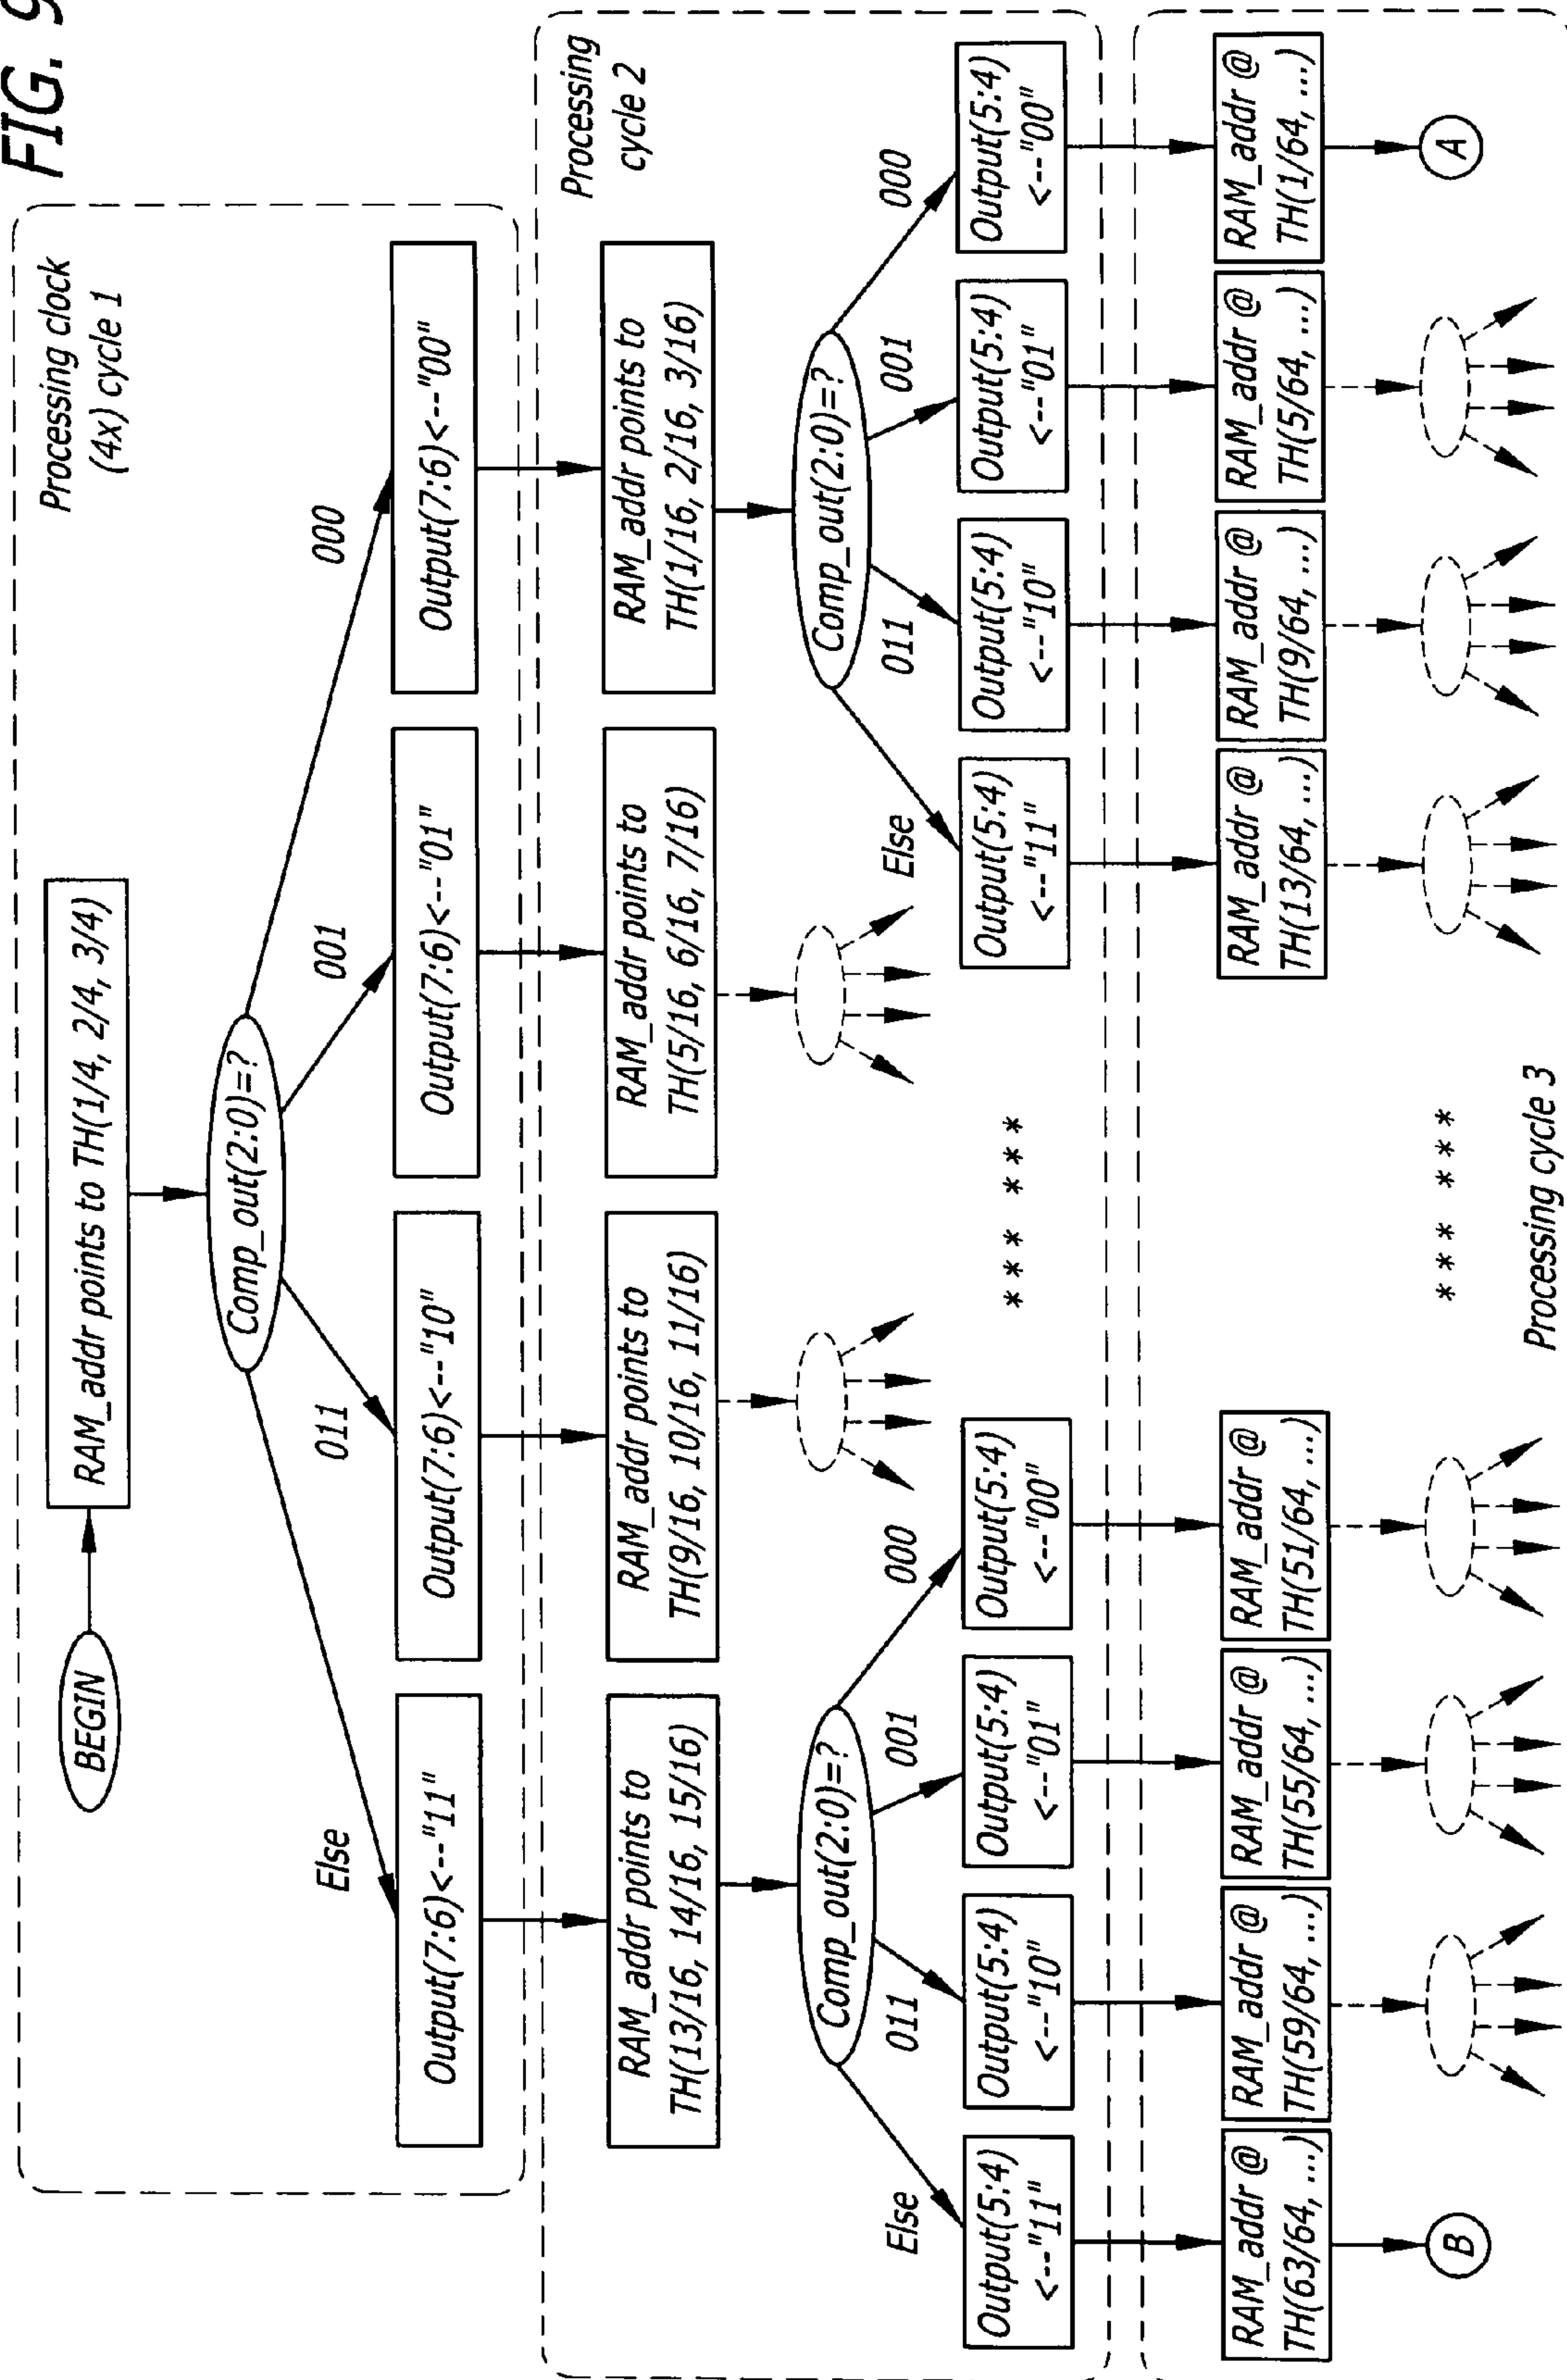 FIG. 9
Processing clock
(4x) cycle 1
BEGIN
RAM_addr points to TH(1/4, 2/4, 3/4)
Comp_out(2:0)=?
Else
011
001
000
Output(7:6)<--"11"
Output(7:6)<--"10"
Output(7:6)<--"01"
Output(7:6)<--"00"
Processing
cycle 2
RAM_addr points to
TH(13/16, 14/16, 15/16)
RAM_addr points to
TH(9/16, 10/16, 11/16)
RAM_addr points to
TH(5/16, 6/16, 7/16)
RAM_addr points to
TH(1/16, 2/16, 3/16)
Comp_out(2:0)=?
Else
011
001
000
Comp_out(2:0)=?
Else
011
001
000
Output(5:4)
<--"11"
Output(5:4)
<--"10"
Output(5:4)
<--"01"
Output(5:4)
<--"00"
*** ***
Output(5:4)
<--"11"
Output(5:4)
<--"10"
Output(5:4)
<--"01"
Output(5:4)
<--"00"
RAM_addr @
TH(63/64, ...)
RAM_addr @
TH(59/64, ...)
RAM_addr @
TH(55/64, ...)
RAM_addr @
TH(51/64, ...)
RAM_addr @
TH(13/64, ...)
RAM_addr @
TH(9/64, ...)
RAM_addr @
TH(5/64, ...)
RAM_addr @
TH(1/64, ...)
B
*** ***
A
Processing cycle 3